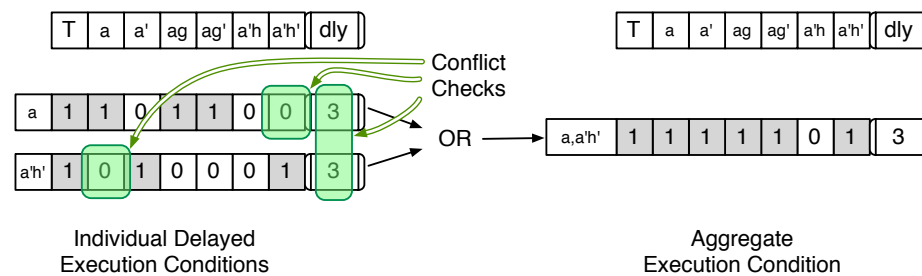 T a a' ag ag' a'h a'h' dly
T a a' ag ag' a'h a'h' dly
Conflict
Checks
a 1 1 0 1 1 0 0 3
OR
a,a'h' 1 1 1 1 1 0 1 3
a'h' 1 0 1 0 0 0 1 3
Individual Delayed
Execution Conditions
Aggregate
Execution Condition